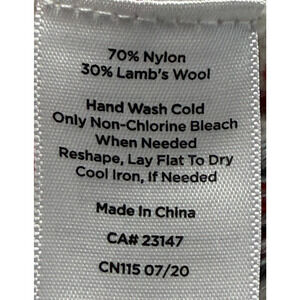 70% Nylon
30% Lamb's Wool
Hand Wash Cold
Only Non-Chlorine Bleach
When Needed
Reshape, Lay Flat To Dry
Cool Iron, If Needed
Made In China
CA# 23147
CN115 07/20